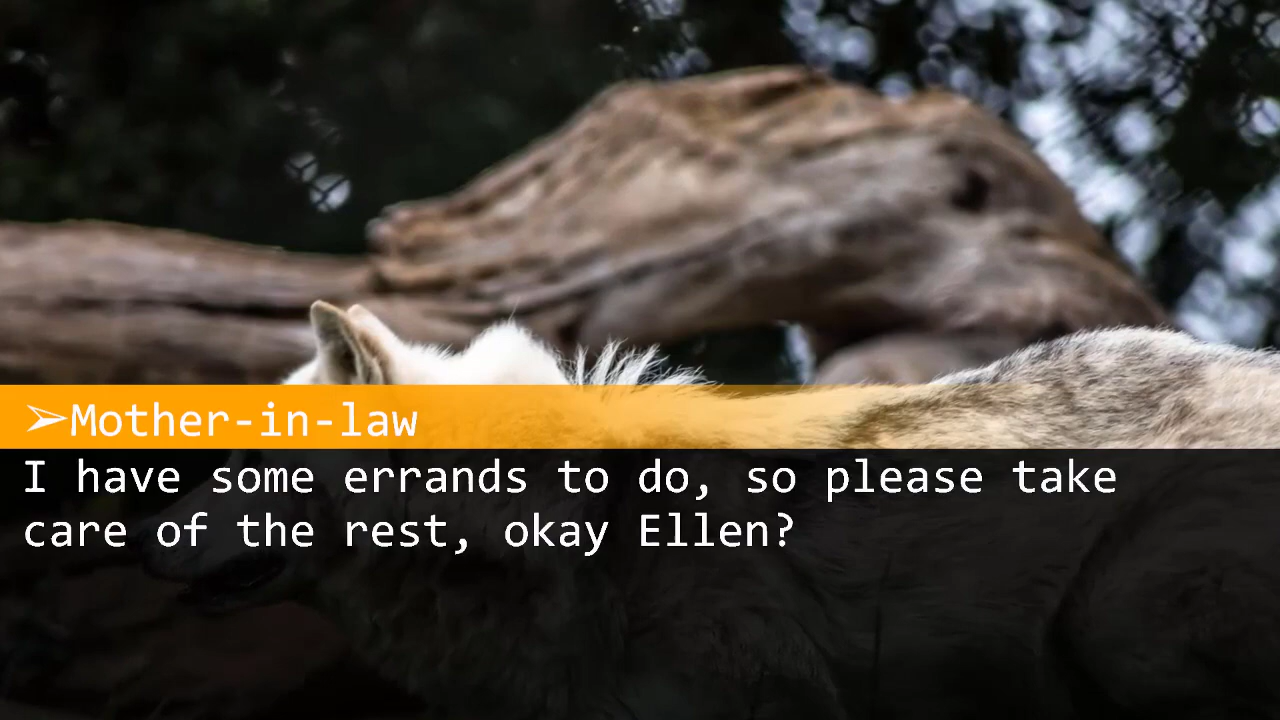 ➢Mother-in-law
I have some errands to do, so please take
care of the rest, okay Ellen?